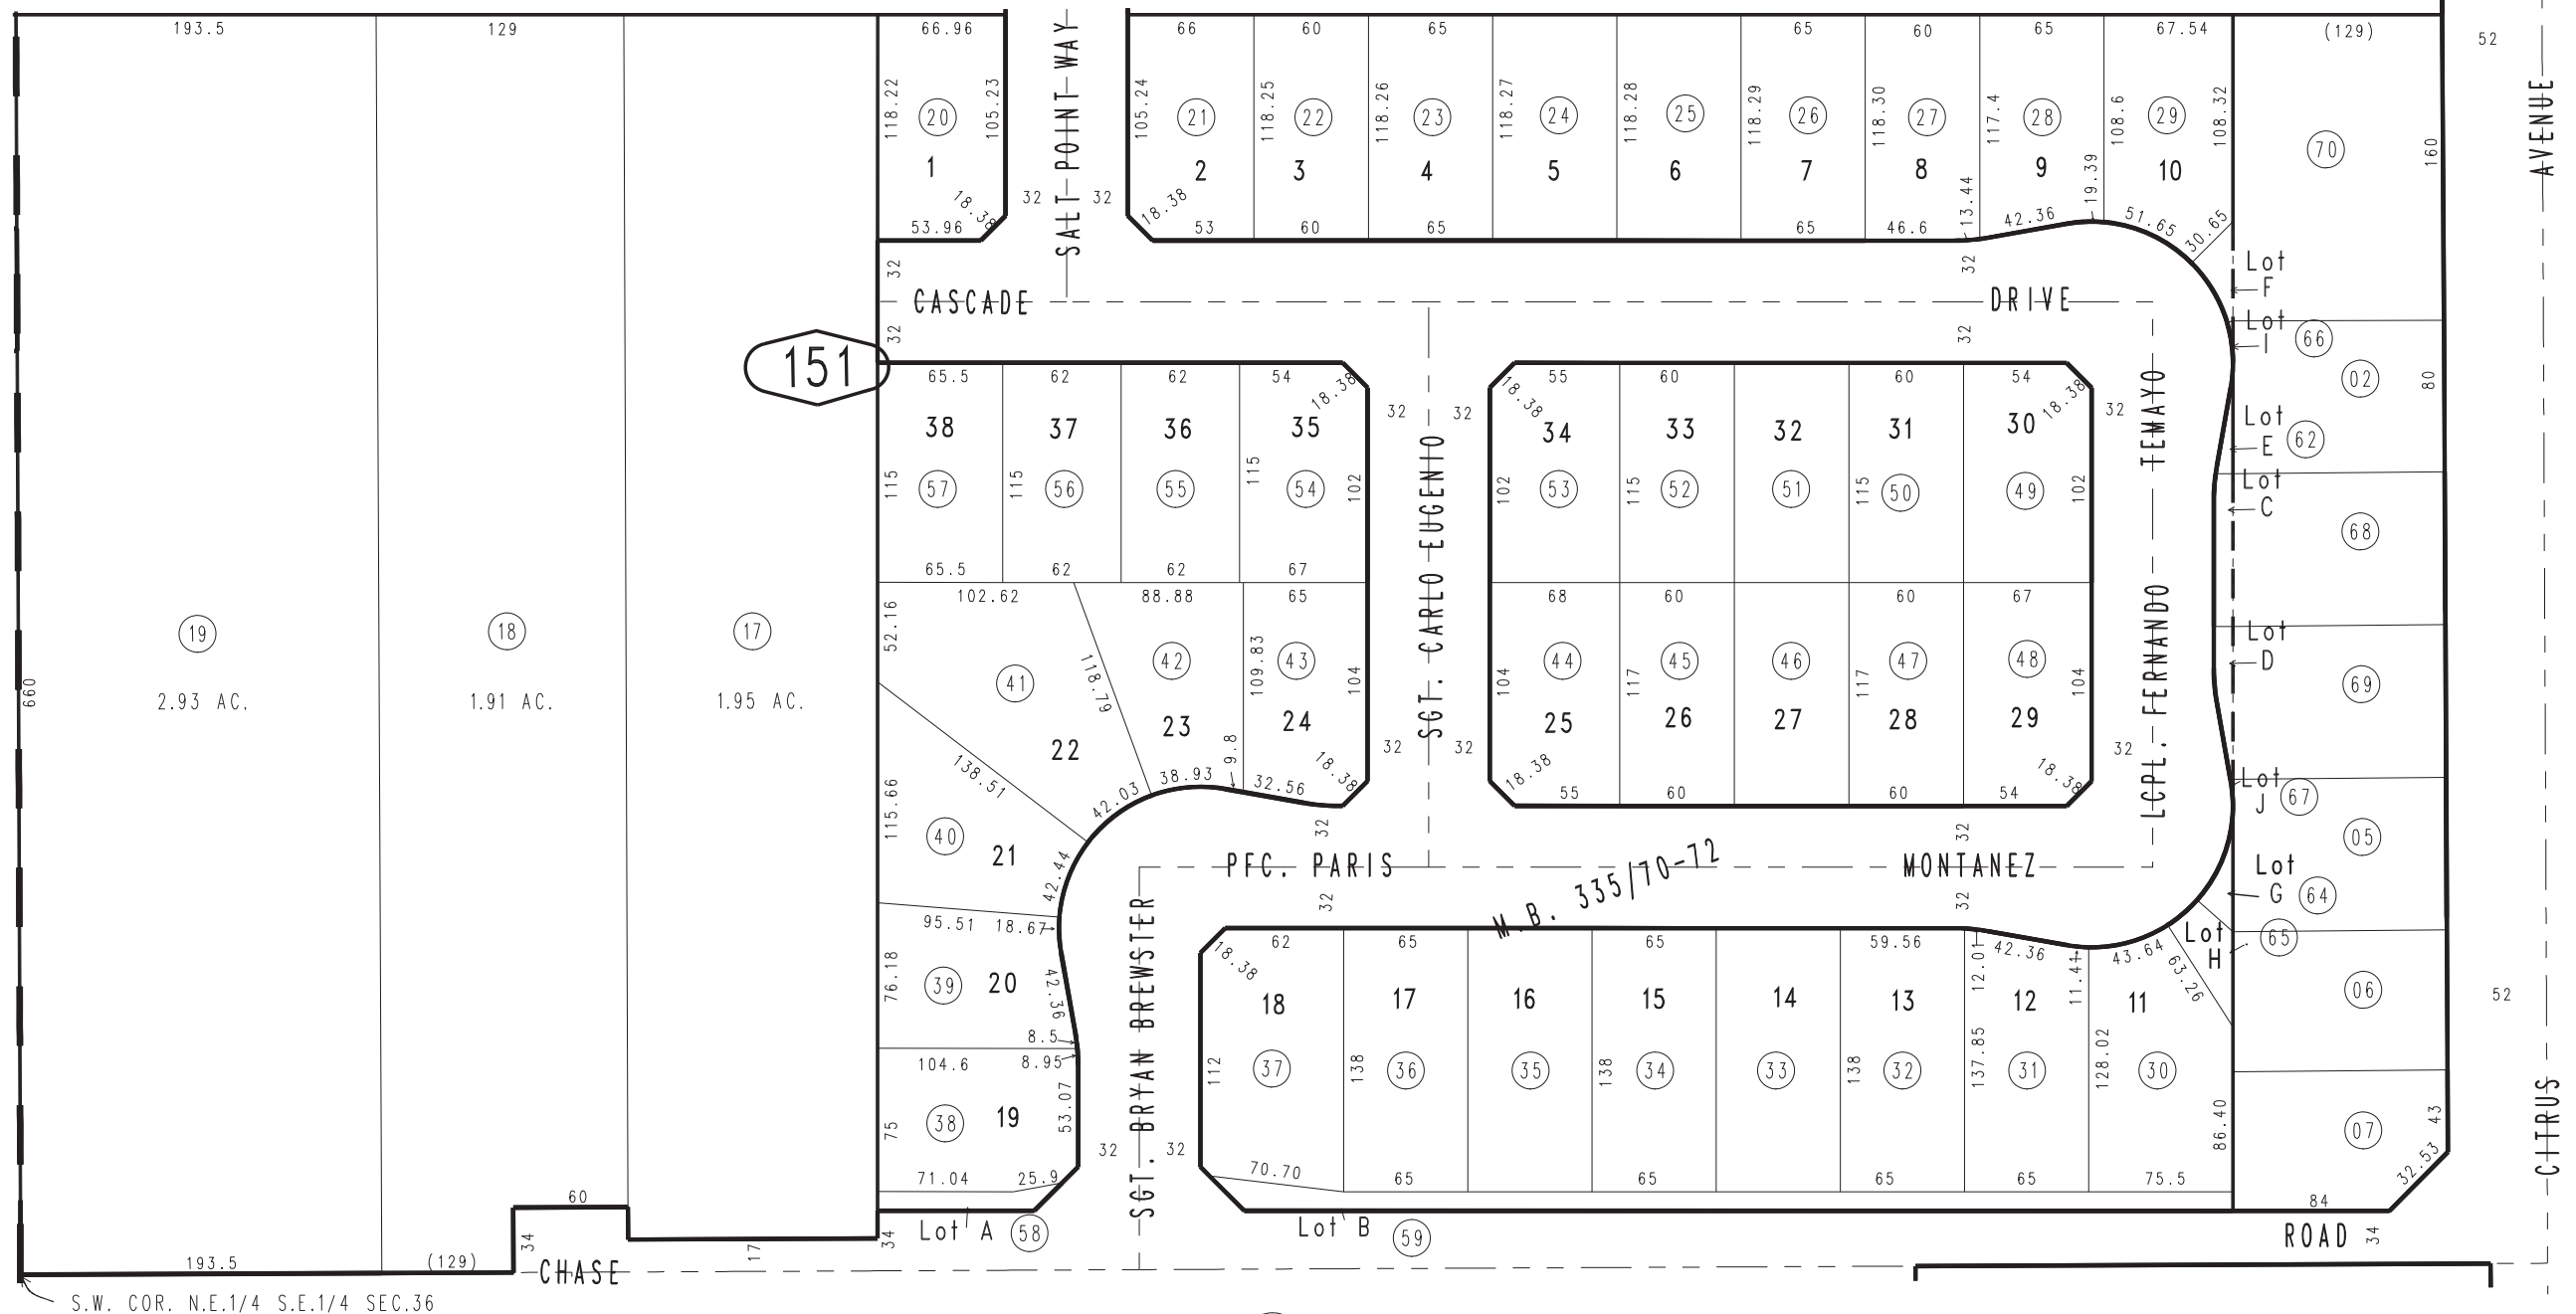 193.5 129 66.96 66 60 65 65 60 65 67.54 (129) 52
SALT POINT WAY
AVENUE
118.22 105.23 105.24 118.25 118.26 118.27 118.28 118.29 118.30 117.4 108.6 108.32 160
20 21 22 23 24 25 26 27 28 29 70
1 2 3 4 5 6 7 8 9 10
18.38 32 32 18.38 13.44 19.39
53.96 53 60 65 65 46.6 42.36 51.65 30.65
32 32
Lot F
CASCADE DRIVE
32 32
Lot I 66
151
65.5 62 62 54 18.38 18.38 55 60 60 54 18.38 02 80
38 37 36 35 34 33 32 31 30
32 32 32
Lot E 62
SGT. CARLO EUGENIO
LCPL. FERNANDO TEMAYO
115 57 115 56 55 115 54 102 102 53 115 52 51 115 50 49 102
Lot C 68
65.5 62 62 67
102.62 88.88 65 68 60 60 67
19 18 17
660 2.93 AC. 1.91 AC. 1.95 AC.
52.16 41 118.79 42 109.83 43 104 104 44 117 45 46 117 47 48 104
Lot D 69
22 23 24 25 26 27 28 29
32 32 32
138.51 42.03 38.93 9.8 32.56 18.38 18.38 55 60 60 54 18.38
Lot J 67
115.66 40 21 42.44 32 32 05
PFC. PARIS MONTANEZ
M.B. 335/70-72
Lot G 64
95.51 18.67 32 32
SGT. BRYAN BREWSTER
18.38 62 65 65 59.56 12.01 42.36 11.41 43.64 63.26
Lot H 65
76.18 39 20 42.36 8.5 06 52
18 17 16 15 14 13 12 11
104.6 8.95
112 37 138 36 35 138 34 33 138 32 137.85 31 128.02 30
75 38 19 53.07 32 32 86.40 07 43
71.04 25.9 70.70 65 65 65 65 75.5 84 32.53
60
Lot A 58 Lot B 59
34 17 34
ROAD 34
CITRUS
193.5 (129) CHASE
S.W. COR. N.E.1/4 S.E.1/4 SEC.36